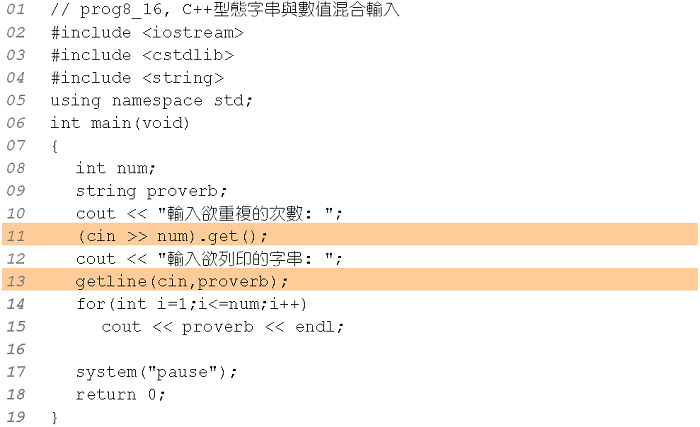 01 // prog8_16, C++型態字串與數值混合輸入
02 #include <iostream>
03 #include <cstdlib>
04 #include <string>
05 using namespace std;
06 int main(void)
07 {
08 int num;
09 string proverb;
10 cout << "輸入欲重複的次數: ";
11 (cin >> num).get();
12 cout << "輸入欲列印的字串: ";
13 getline(cin,proverb);
14 for(int i=1;i<=num;i++)
15 cout << proverb << endl;
16
17 system("pause");
18 return 0;
19 }